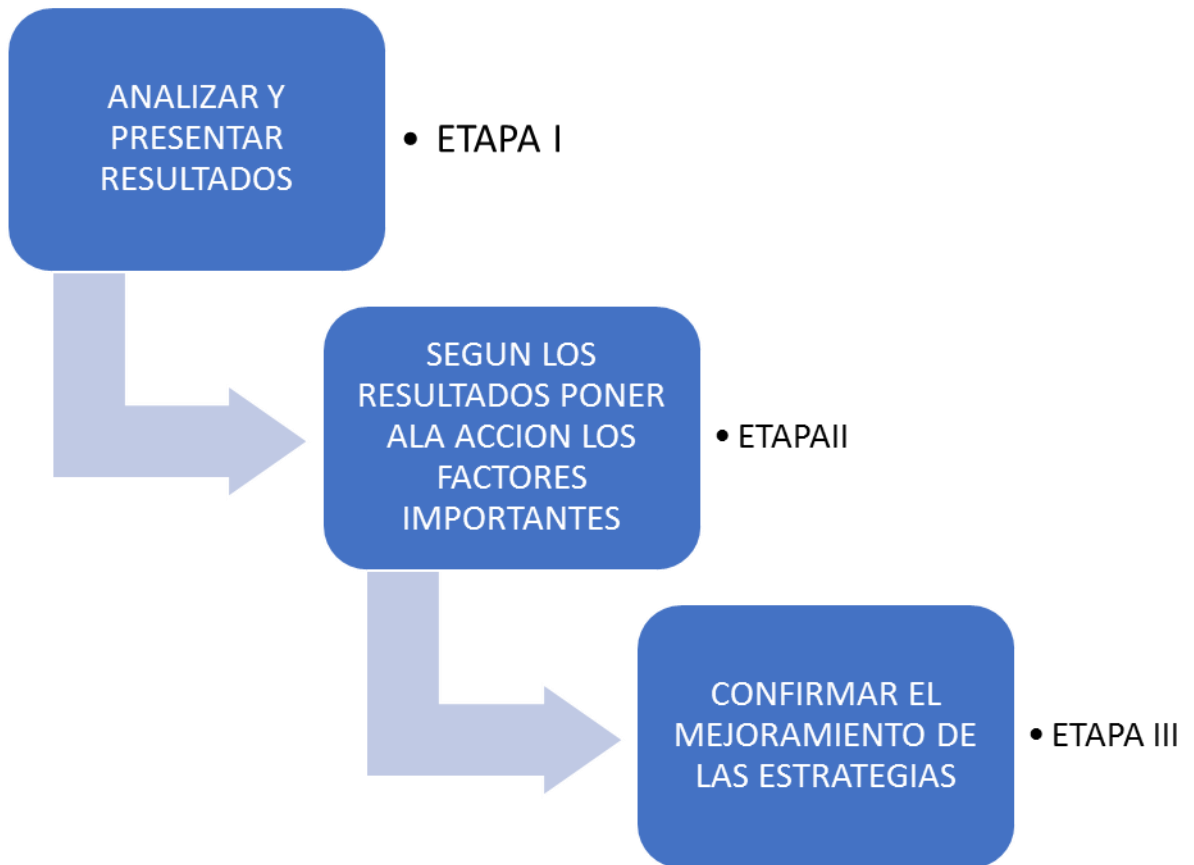 ANALIZAR Y
PRESENTAR
RESULTADOS
• ETAPA I
SEGUN LOS
RESULTADOS PONER
ALA ACCION LOS
FACTORES
IMPORTANTES
• ETAPAII
CONFIRMAR EL
MEJORAMIENTO DE
LAS ESTRATEGIAS
• ETAPA III